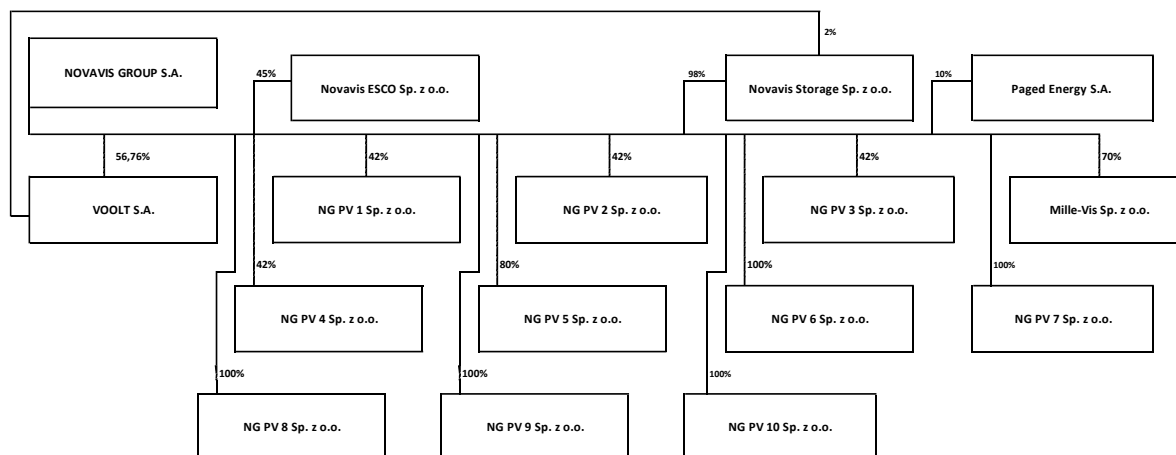 2%
NOVAVIS GROUP S.A.
45%
Novavis ESCO Sp. z o.o.
98%
Novavis Storage Sp. z o.o.
10%
Paged Energy S.A.
56,76%
42%
42%
42%
70%
VOOLT S.A.
NG PV 1 Sp. z o.o.
NG PV 2 Sp. z o.o.
NG PV 3 Sp. z o.o.
Mille-Vis Sp. z o.o.
42%
80%
100%
100%
NG PV 4 Sp. z o.o.
NG PV 5 Sp. z o.o.
NG PV 6 Sp. z o.o.
NG PV 7 Sp. z o.o.
100%
100%
100%
NG PV 8 Sp. z o.o.
NG PV 9 Sp. z o.o.
NG PV 10 Sp. z o.o.